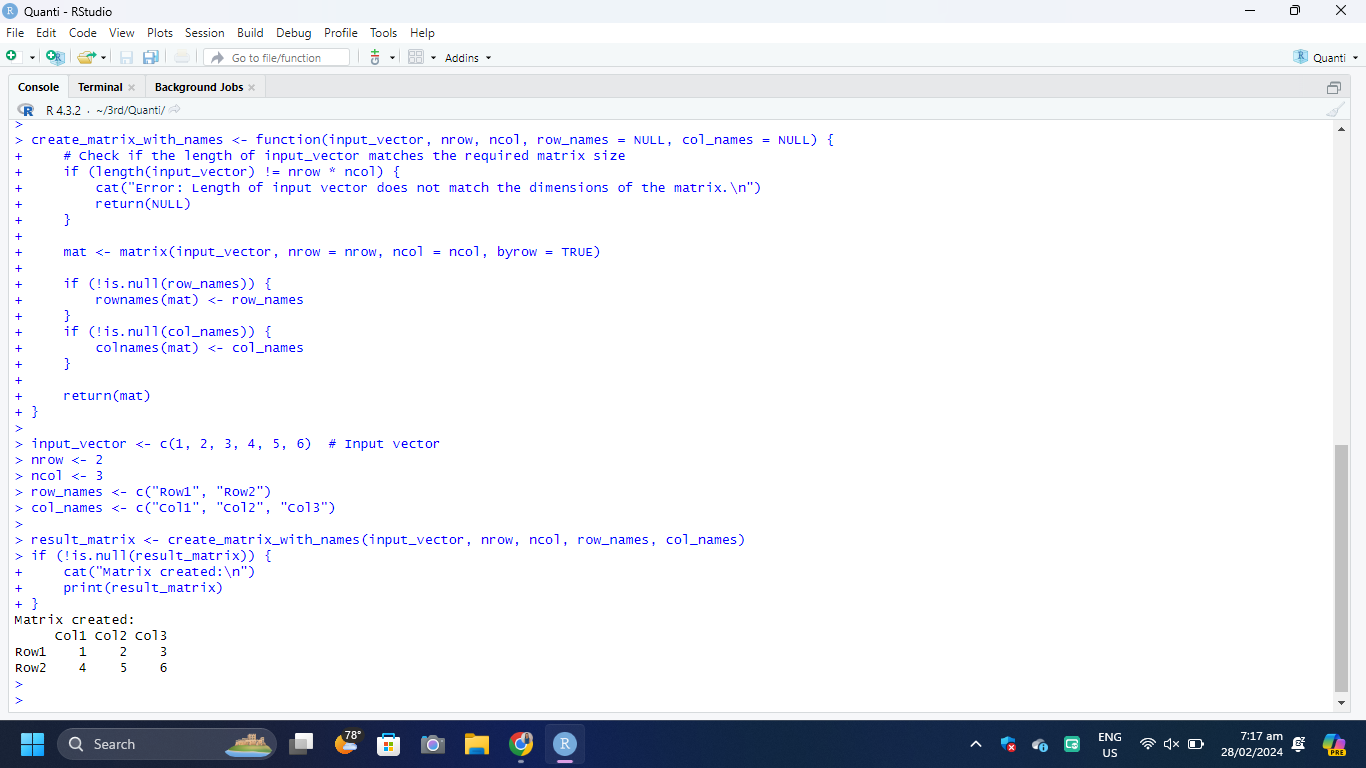 Quanti - RStudio
File Edit Code View Plots Session Build Debug Profile Tools Help
Go to file/function Addins Quanti
Console Terminal Background Jobs
R 4.3.2 · ~/3rd/Quanti/
>
> create_matrix_with_names <- function(input_vector, nrow, ncol, row_names = NULL, col_names = NULL) {
+     # Check if the length of input_vector matches the required matrix size
+     if (length(input_vector) != nrow * ncol) {
+         cat("Error: Length of input vector does not match the dimensions of the matrix.\n")
+         return(NULL)
+     }
+
+     mat <- matrix(input_vector, nrow = nrow, ncol = ncol, byrow = TRUE)
+
+     if (!is.null(row_names)) {
+         rownames(mat) <- row_names
+     }
+     if (!is.null(col_names)) {
+         colnames(mat) <- col_names
+     }
+
+     return(mat)
+ }
>
> input_vector <- c(1, 2, 3, 4, 5, 6)  # Input vector
> nrow <- 2
> ncol <- 3
> row_names <- c("Row1", "Row2")
> col_names <- c("Col1", "Col2", "Col3")
>
> result_matrix <- create_matrix_with_names(input_vector, nrow, ncol, row_names, col_names)
> if (!is.null(result_matrix)) {
+     cat("Matrix created:\n")
+     print(result_matrix)
+ }
Matrix created:
     Col1 Col2 Col3
Row1    1    2    3
Row2    4    5    6
>
>
Search 78° ENG 7:17 am
US 28/02/2024 PRE